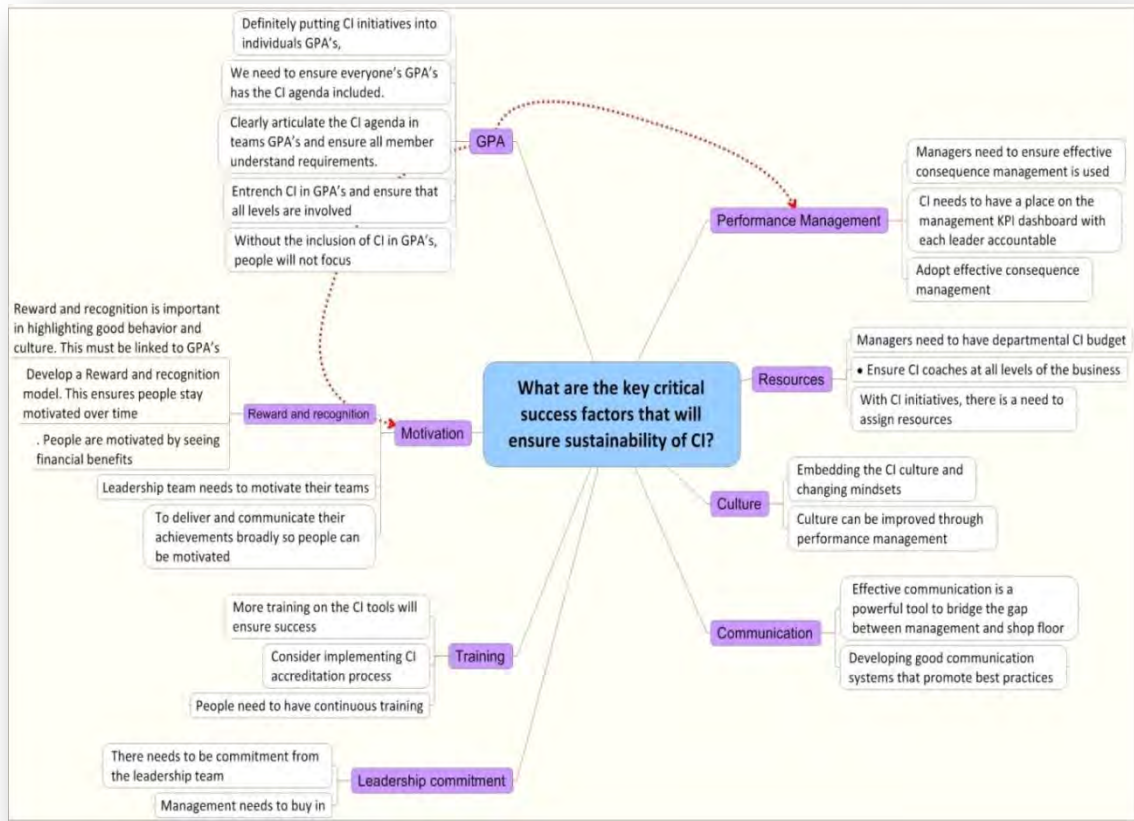 Definitely putting CI initiatives into
individuals GPA's,
We need to ensure everyone's GPA's
has the CI agenda included.
Clearly articulate the CI agenda in
teams GPA's and ensure all member
understand requirements.
Entrench CI in GPA's and ensure that
all levels are involved
Without the inclusion of CI in GPA's,
people will not focus
GPA
Reward and recognition is important
in highlighting good behavior and
culture. This must be linked to GPA's
Develop a Reward and recognition
model. This ensures people stay
motivated over time
. People are motivated by seeing
financial benefits
Reward and recognition
Leadership team needs to motivate their teams
To deliver and communicate their
achievements broadly so people can
be motivated
Motivation
More training on the CI tools will
ensure success
Consider implementing CI
accreditation process
People need to have continuous training
Training
There needs to be commitment from
the leadership team
Management needs to buy in
Leadership commitment
What are the key critical
success factors that will
ensure sustainability of CI?
Performance Management
Managers need to ensure effective
consequence management is used
CI needs to have a place on the
management KPI dashboard with
each leader accountable
Adopt effective consequence
management
Resources
Managers need to have departmental CI budget
• Ensure CI coaches at all levels of the business
With CI initiatives, there is a need to
assign resources
Culture
Embedding the CI culture and
changing mindsets
Culture can be improved through
performance management
Communication
Effective communication is a
powerful tool to bridge the gap
between management and shop floor
Developing good communication
systems that promote best practices